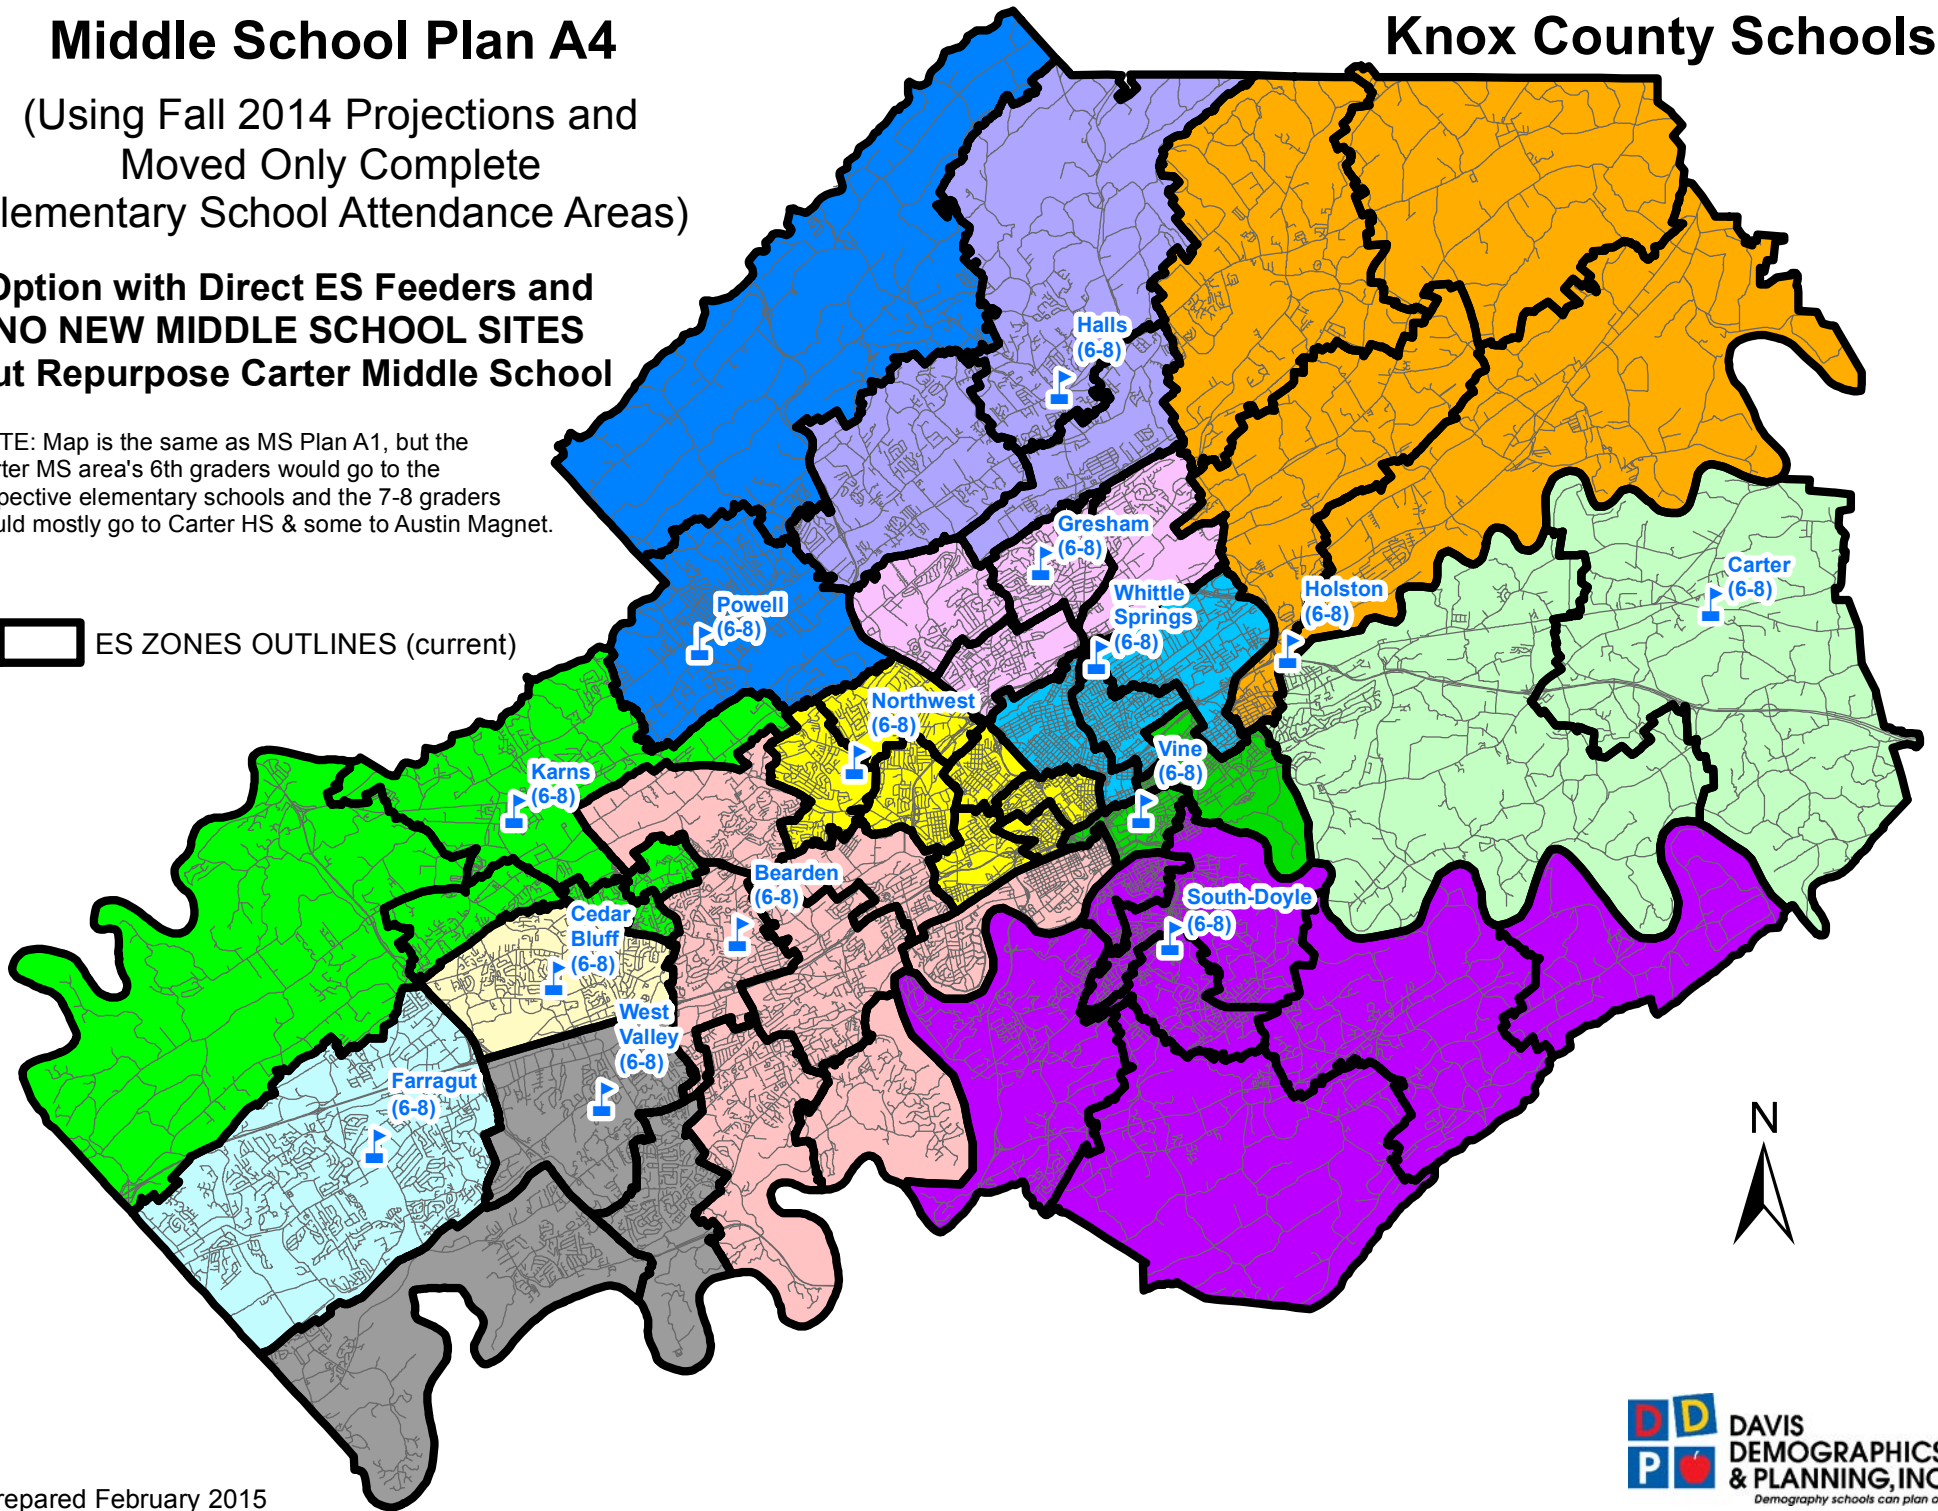 Middle School Plan A4
Knox County Schools
(Using Fall 2014 Projections and
Moved Only Complete
lementary School Attendance Areas)
Option with Direct ES Feeders and
NO NEW MIDDLE SCHOOL SITES
ut Repurpose Carter Middle School
TE: Map is the same as MS Plan A1, but the
rter MS area's 6th graders would go to the
pective elementary schools and the 7-8 graders
uld mostly go to Carter HS & some to Austin Magnet.
ES ZONES OUTLINES (current)
Halls
(6-8)
Gresham
(6-8)
Powell
(6-8)
Whittle
Springs
(6-8)
Holston
(6-8)
Carter
(6-8)
Northwest
(6-8)
Vine
(6-8)
Karns
(6-8)
Bearden
(6-8)
Cedar
Bluff
(6-8)
South-Doyle
(6-8)
West
Valley
(6-8)
Farragut
(6-8)
N
D D
P
DAVIS
DEMOGRAPHICS
& PLANNING, INC
Demography schools can plan o
repared February 2015